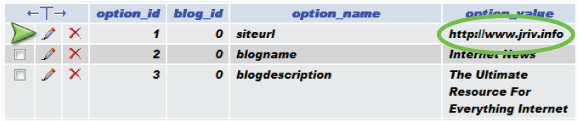 ←T→ option_id blog_id option_name option_value
1 0 siteurl http://www.jriv.info
2 0 blogname Internet News
3 0 blogdescription The Ultimate
Resource For
Everything Internet